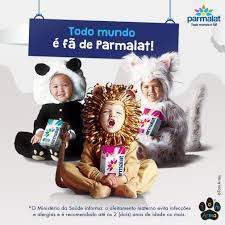 Todo mundo
é fã de Parmalat!
parmalat
Todo mundo é fã!
parmalat
*O Ministério da Saúde informa: o aleitamento materno evita infecções
e alergias e é recomendado até os 2 (dois) anos de idade ou mais.